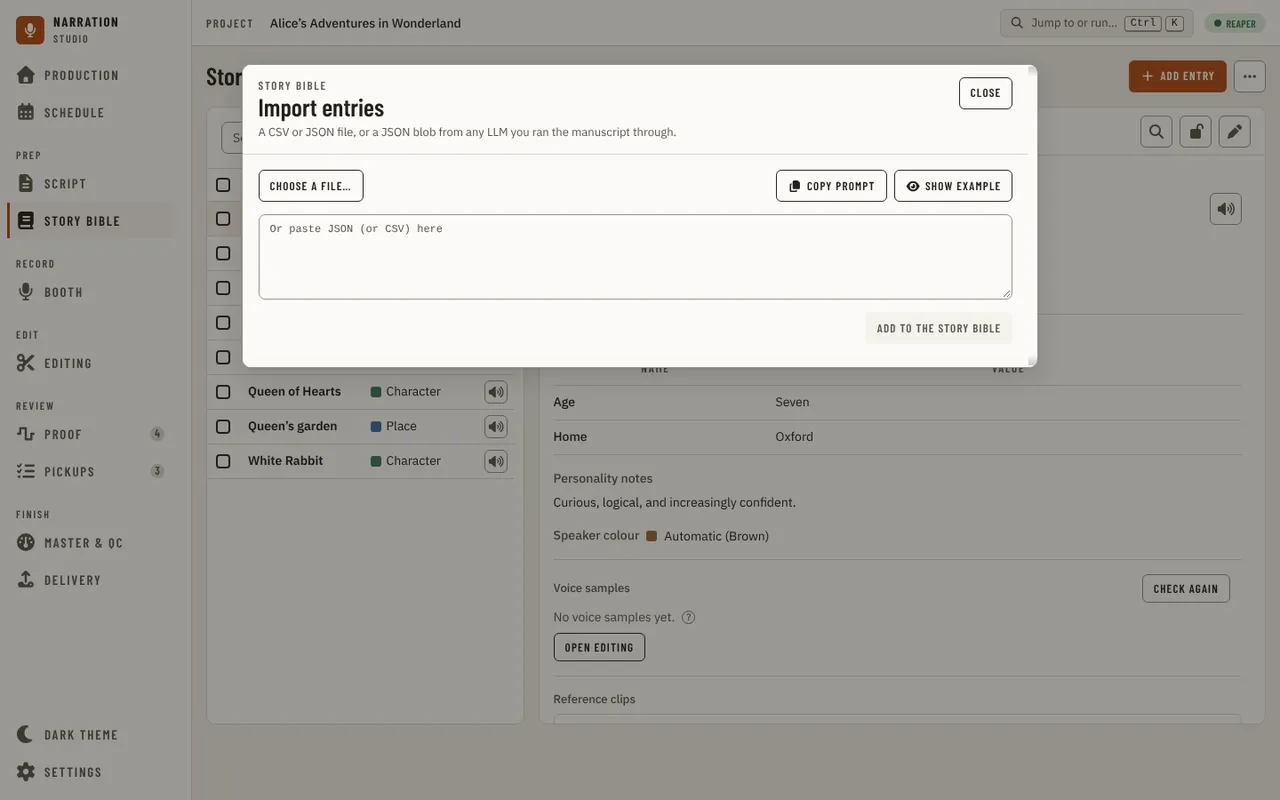 NARRATION
STUDIO
PRODUCTION
SCHEDULE
PREP
SCRIPT
STORY BIBLE
RECORD
BOOTH
EDIT
EDITING
REVIEW
PROOF 4
PICKUPS 3
FINISH
MASTER & QC
DELIVERY
DARK THEME
SETTINGS
PROJECT Alice's Adventures in Wonderland
Jump to or run... Ctrl K
REAPER
ADD ENTRY
STORY BIBLE
Import entries
A CSV or JSON file, or a JSON blob from any LLM you ran the manuscript through.
CLOSE
CHOOSE A FILE...
COPY PROMPT
SHOW EXAMPLE
Or paste JSON (or CSV) here
ADD TO THE STORY BIBLE
Queen of Hearts Character
Queen's garden Place
White Rabbit Character
NAME VALUE
Age Seven
Home Oxford
Personality notes
Curious, logical, and increasingly confident.
Speaker colour Automatic (Brown)
Voice samples
CHECK AGAIN
No voice samples yet. ?
OPEN EDITING
Reference clips